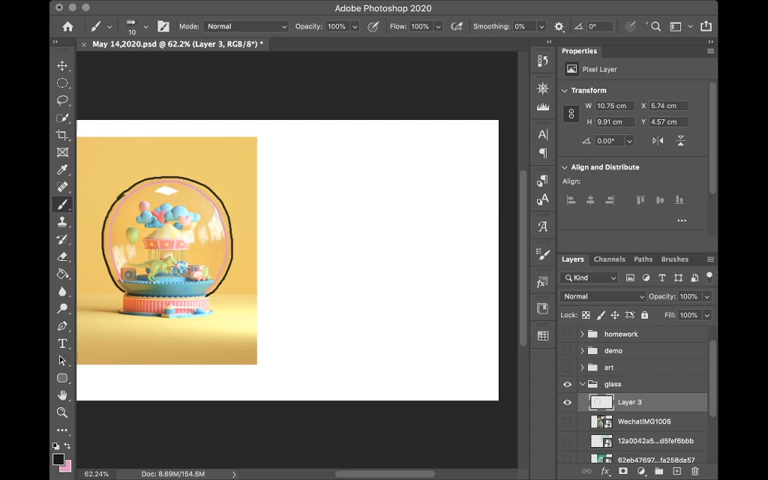 Adobe Photoshop 2020
10
Mode: Normal
Opacity: 100%
Flow: 100%
Smoothing: 0%
0°
May 14,2020.psd @ 62.2% (Layer 3, RGB/8*) *
Properties
Pixel Layer
Transform
W 10.75 cm X 5.74 cm
H 9.91 cm Y 4.57 cm
0.00°
Align and Distribute
Align:
Layers Channels Paths Brushes
Kind
Normal Opacity: 100%
Lock: Fill: 100%
homework
demo
art
glass
Layer 3
WechatIMG1006
12a0042a5...d5fef6bbb
62eb47697...fa258da57
62.24% Doc: 8.69M/154.5M